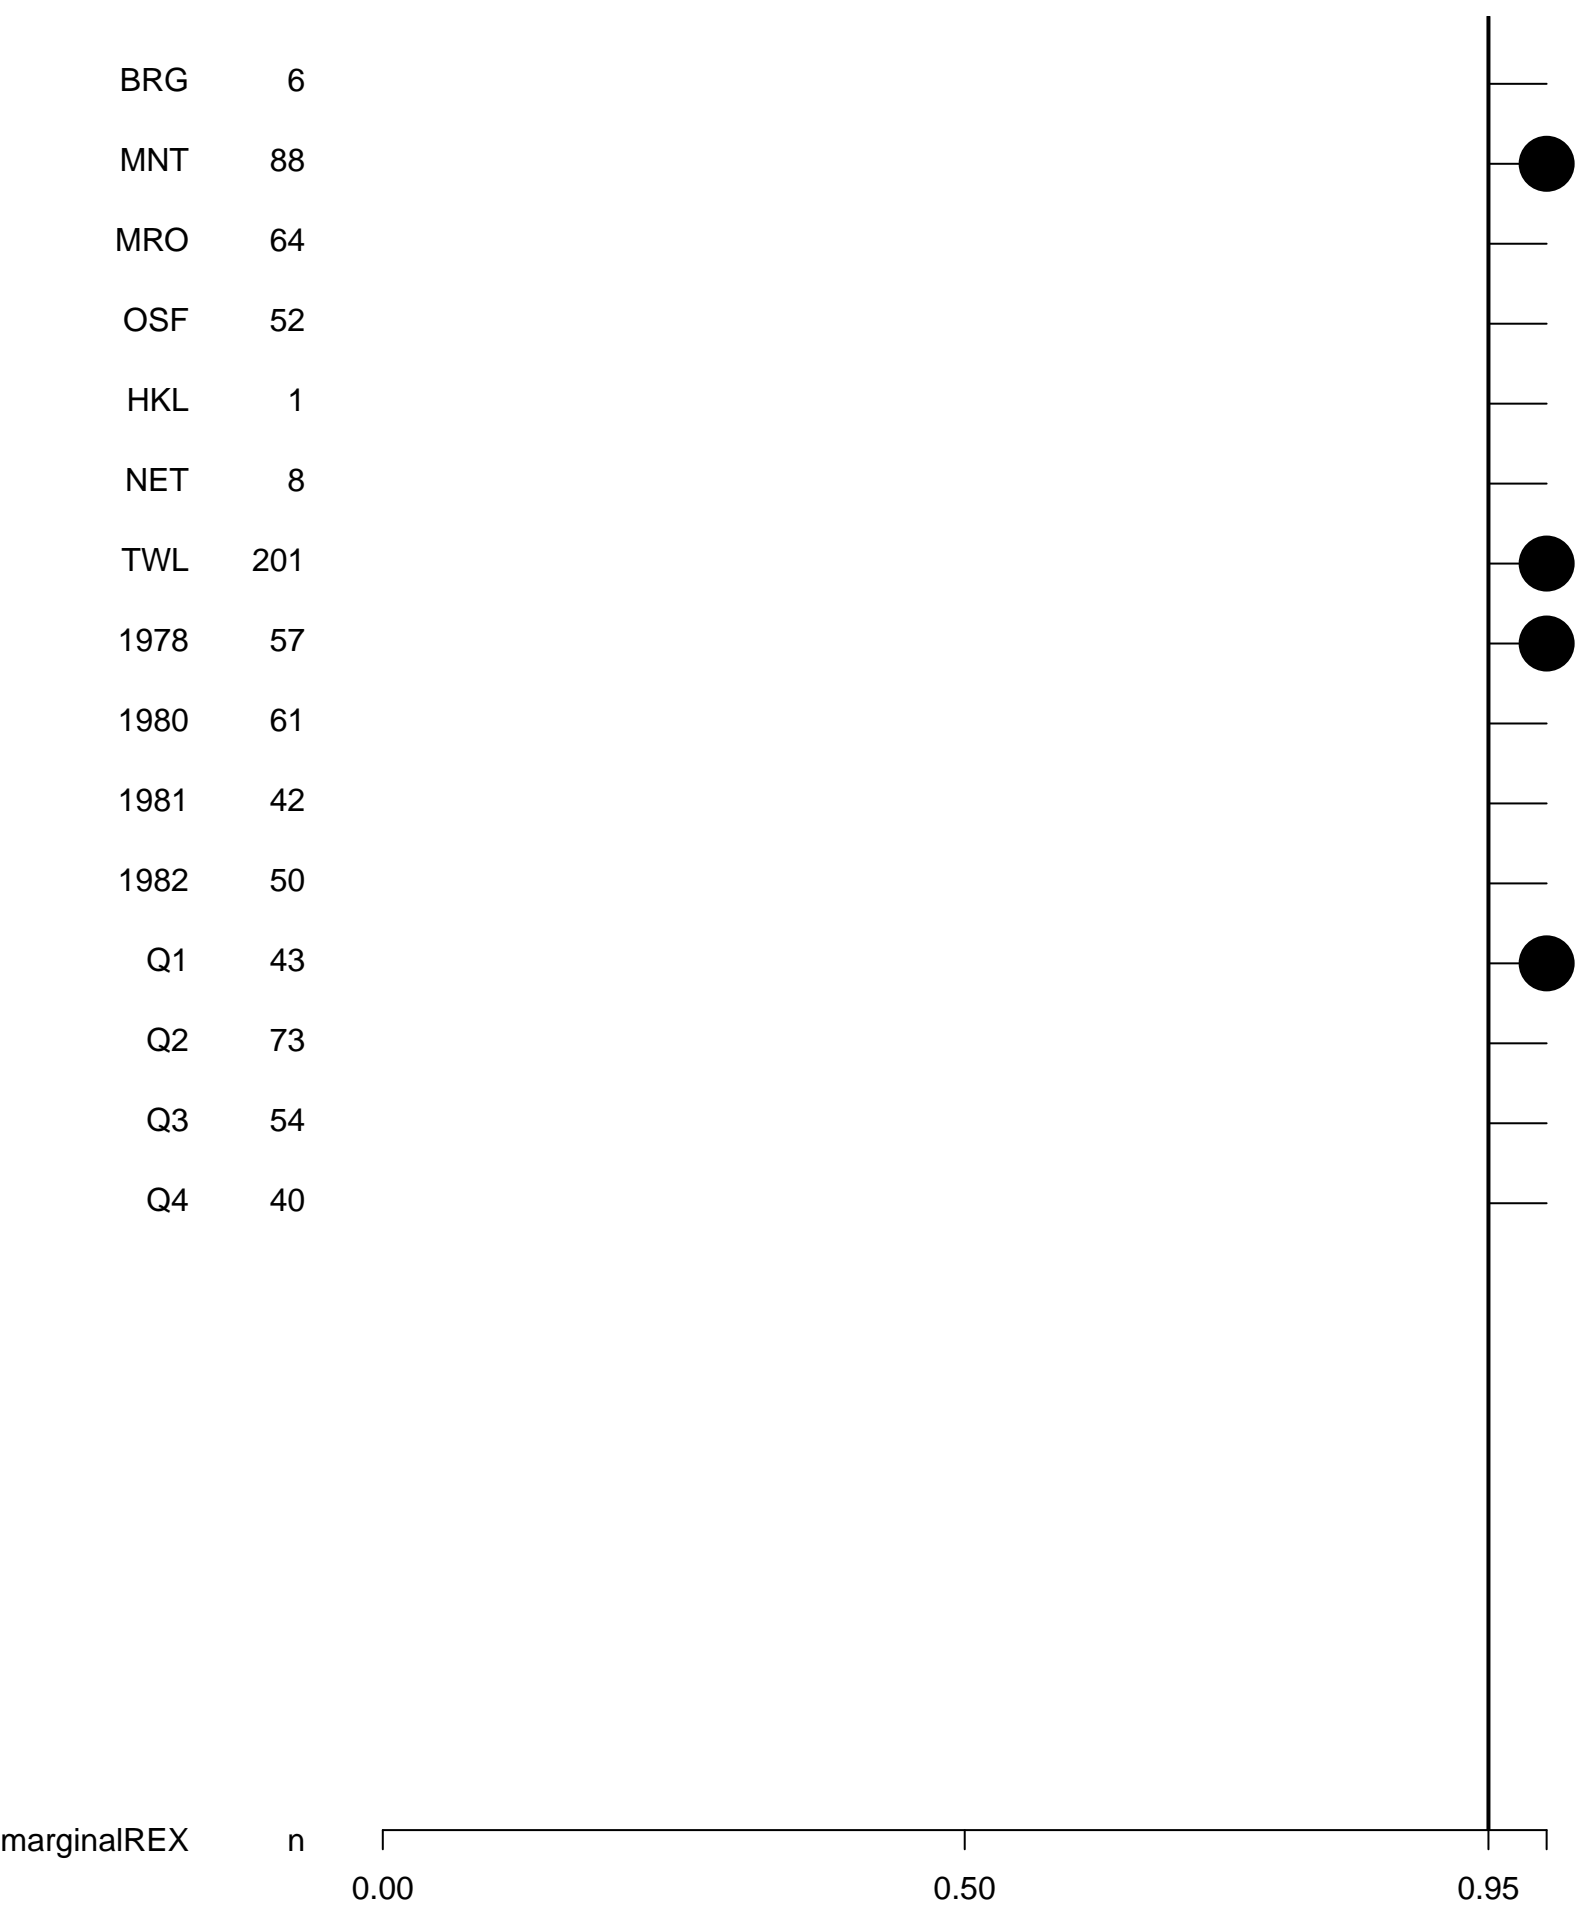 BRG 6
MNT 88
MRO 64
OSF 52
HKL 1
NET 8
TWL 201
1978 57
1980 61
1981 42
1982 50
Q1 43
Q2 73
Q3 54
Q4 40
marginalREX n
0.00 0.50 0.95